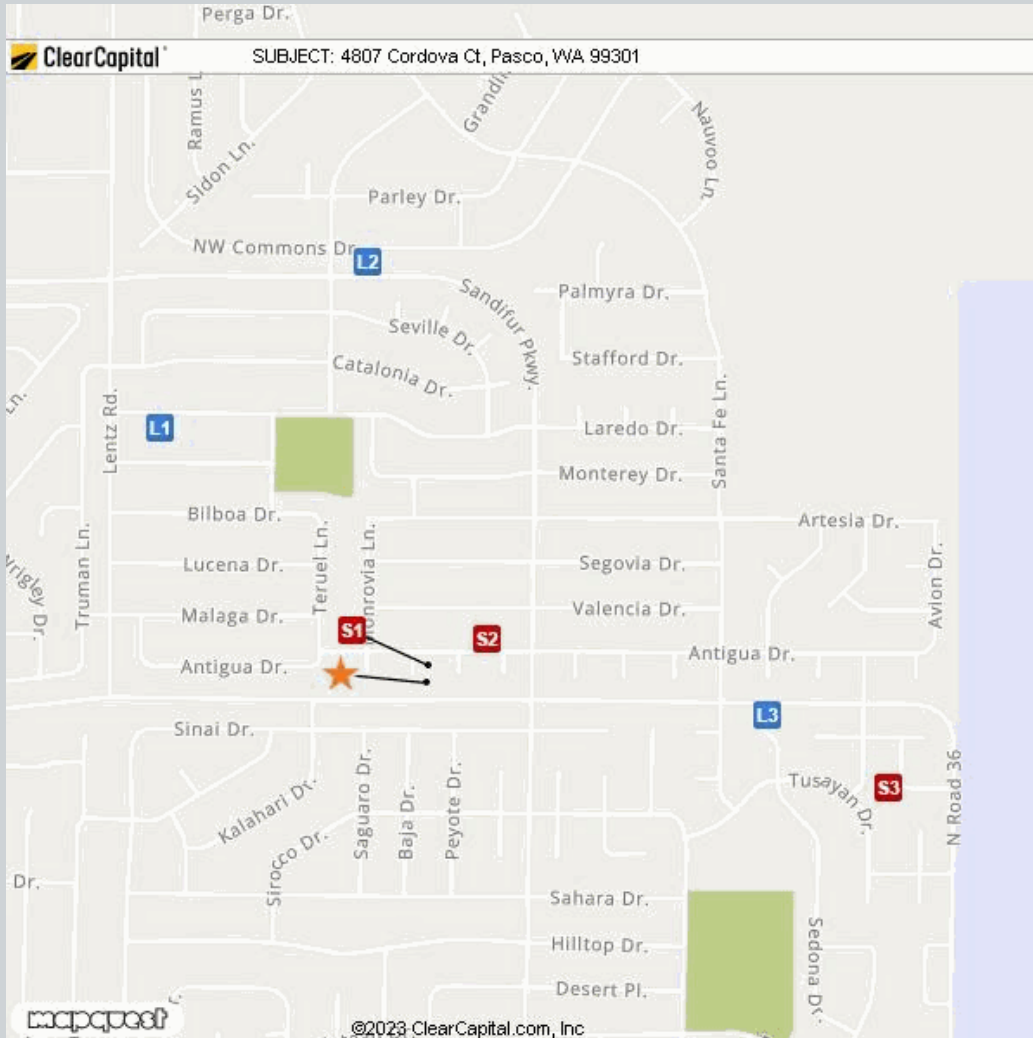 Perga Dr.
ClearCapital SUBJECT: 4807 Cordova Ct, Pasco, WA 99301
Ramus L
Grandli
Nauvoo Ln.
Sidon Ln.
Parley Dr.
NW Commons Dr.
L2
Sandifur Pkwy.
Palmyra Dr.
Seville Dr.
Stafford Dr.
Catalonia Dr.
Ln.
Lentz Rd.
Santa Fe Ln.
L1
Laredo Dr.
Monterey Dr.
Bilboa Dr.
Artesia Dr.
Truman Ln.
Teruel Ln.
onrovia Ln.
Lucena Dr.
Segovia Dr.
Avion Dr.
Wrigley Dr.
Malaga Dr.
Valencia Dr.
S1
S2
Antigua Dr.
Antigua Dr.
L3
Sinai Dr.
Kalahari Dr.
Saguaro Dr.
Baja Dr.
Peyote Dr.
Tusayan Dr.
S3
N Road 36
Sirocco Dr.
Dr.
Sahara Dr.
Hilltop Dr.
Sedona Dr.
Desert Pl.
mapquest
©2023 ClearCapital.com, Inc